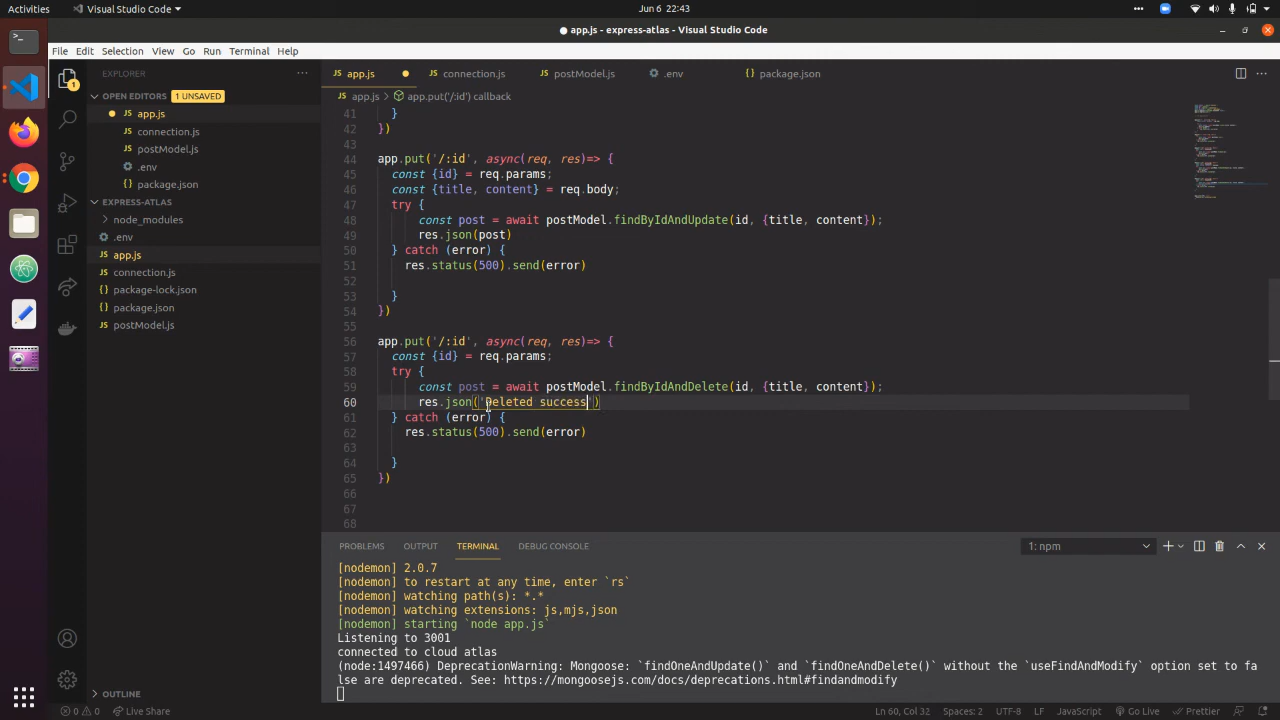 Activities
Visual Studio Code
Jun 6 22:43
● app.js - express-atlas - Visual Studio Code
File Edit Selection View Go Run Terminal Help
EXPLORER
OPEN EDITORS 1 UNSAVED
app.js
connection.js
postModel.js
.env
package.json
EXPRESS-ATLAS
node_modules
.env
app.js
connection.js
package-lock.json
package.json
postModel.js
OUTLINE
app.js
connection.js
postModel.js
.env
package.json
app.js > app.put('/:id') callback
41 }
42 })
43
44 app.put('/:id', async(req, res)=> {
45 const {id} = req.params;
46 const {title, content} = req.body;
47 try {
48 const post = await postModel.findByIdAndUpdate(id, {title, content});
49 res.json(post)
50 } catch (error) {
51 res.status(500).send(error)
52
53 }
54 })
55
56 app.put('/:id', async(req, res)=> {
57 const {id} = req.params;
58 try {
59 const post = await postModel.findByIdAndDelete(id, {title, content});
60 res.json('Deleted success')
61 } catch (error) {
62 res.status(500).send(error)
63
64 }
65 })
66
67
68
PROBLEMS OUTPUT TERMINAL DEBUG CONSOLE
1: npm
[nodemon] 2.0.7
[nodemon] to restart at any time, enter `rs`
[nodemon] watching path(s): *.*
[nodemon] watching extensions: js,mjs,json
[nodemon] starting `node app.js`
Listening to 3001
connected to cloud atlas
(node:1497466) DeprecationWarning: Mongoose: `findOneAndUpdate()` and `findOneAndDelete()` without the `useFindAndModify` option set to fa
lse are deprecated. See: https://mongoosejs.com/docs/deprecations.html#findandmodify
0 0 Live Share
Ln 60, Col 32 Spaces: 2 UTF-8 LF JavaScript Go Live Prettier